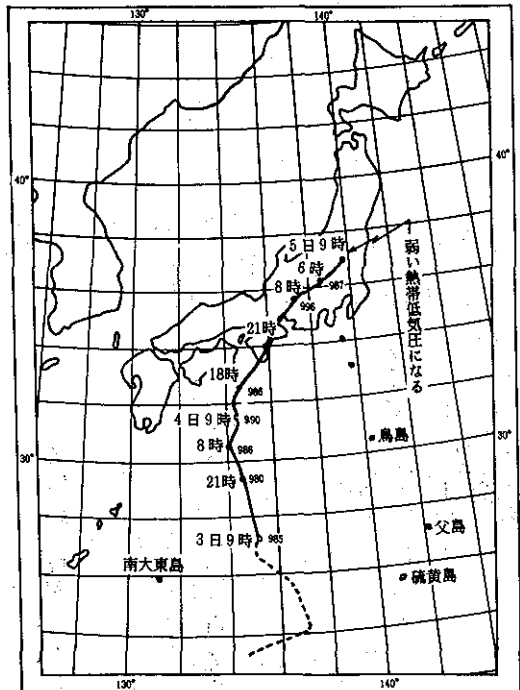 130°
140°
40°
40°
5日9時
6時
987
8時
996
弱い熱帯低気圧になる
21時
18時
986
4日9時
990
鳥島
30°
30°
8時
986
21時
980
父島
3日9時
985
南大東島
硫黄島
130°
140°